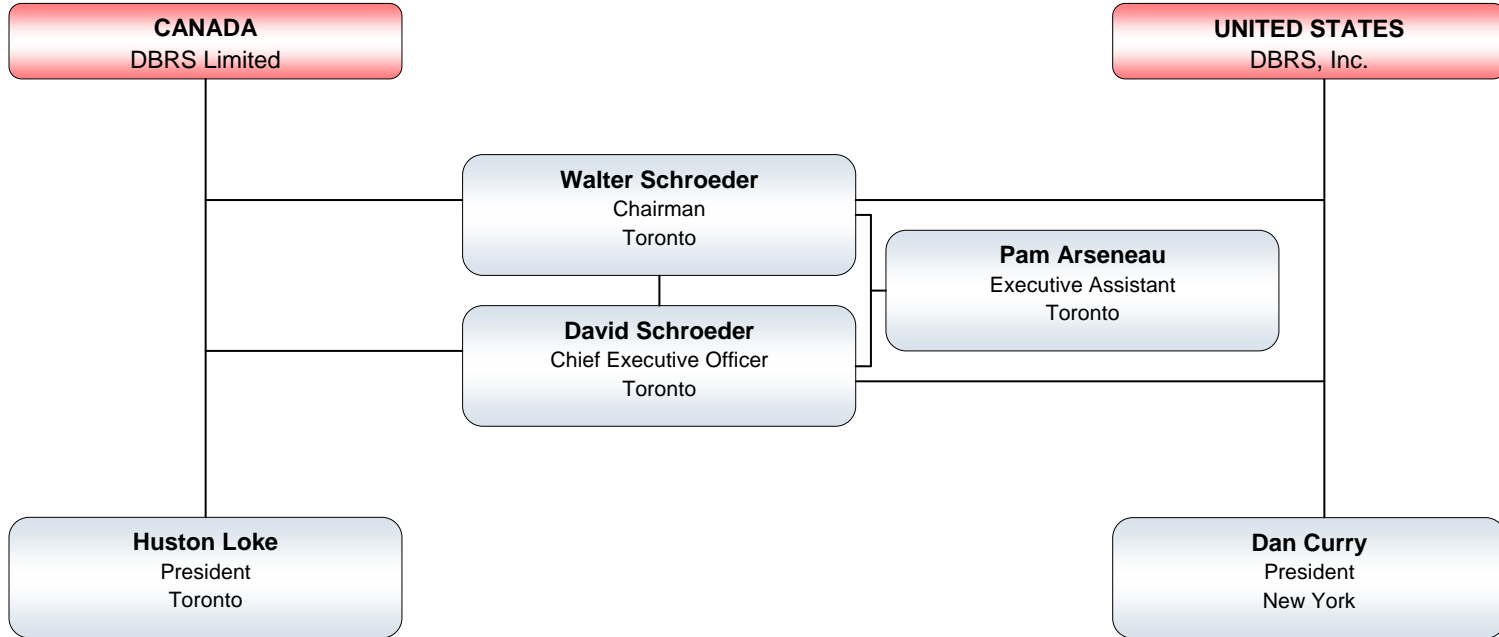 CANADA
DBRS Limited
UNITED STATES
DBRS, Inc.
Walter Schroeder
Chairman
Toronto
Pam Arseneau
Executive Assistant
Toronto
David Schroeder
Chief Executive Officer
Toronto
Huston Loke
President
Toronto
Dan Curry
President
New York